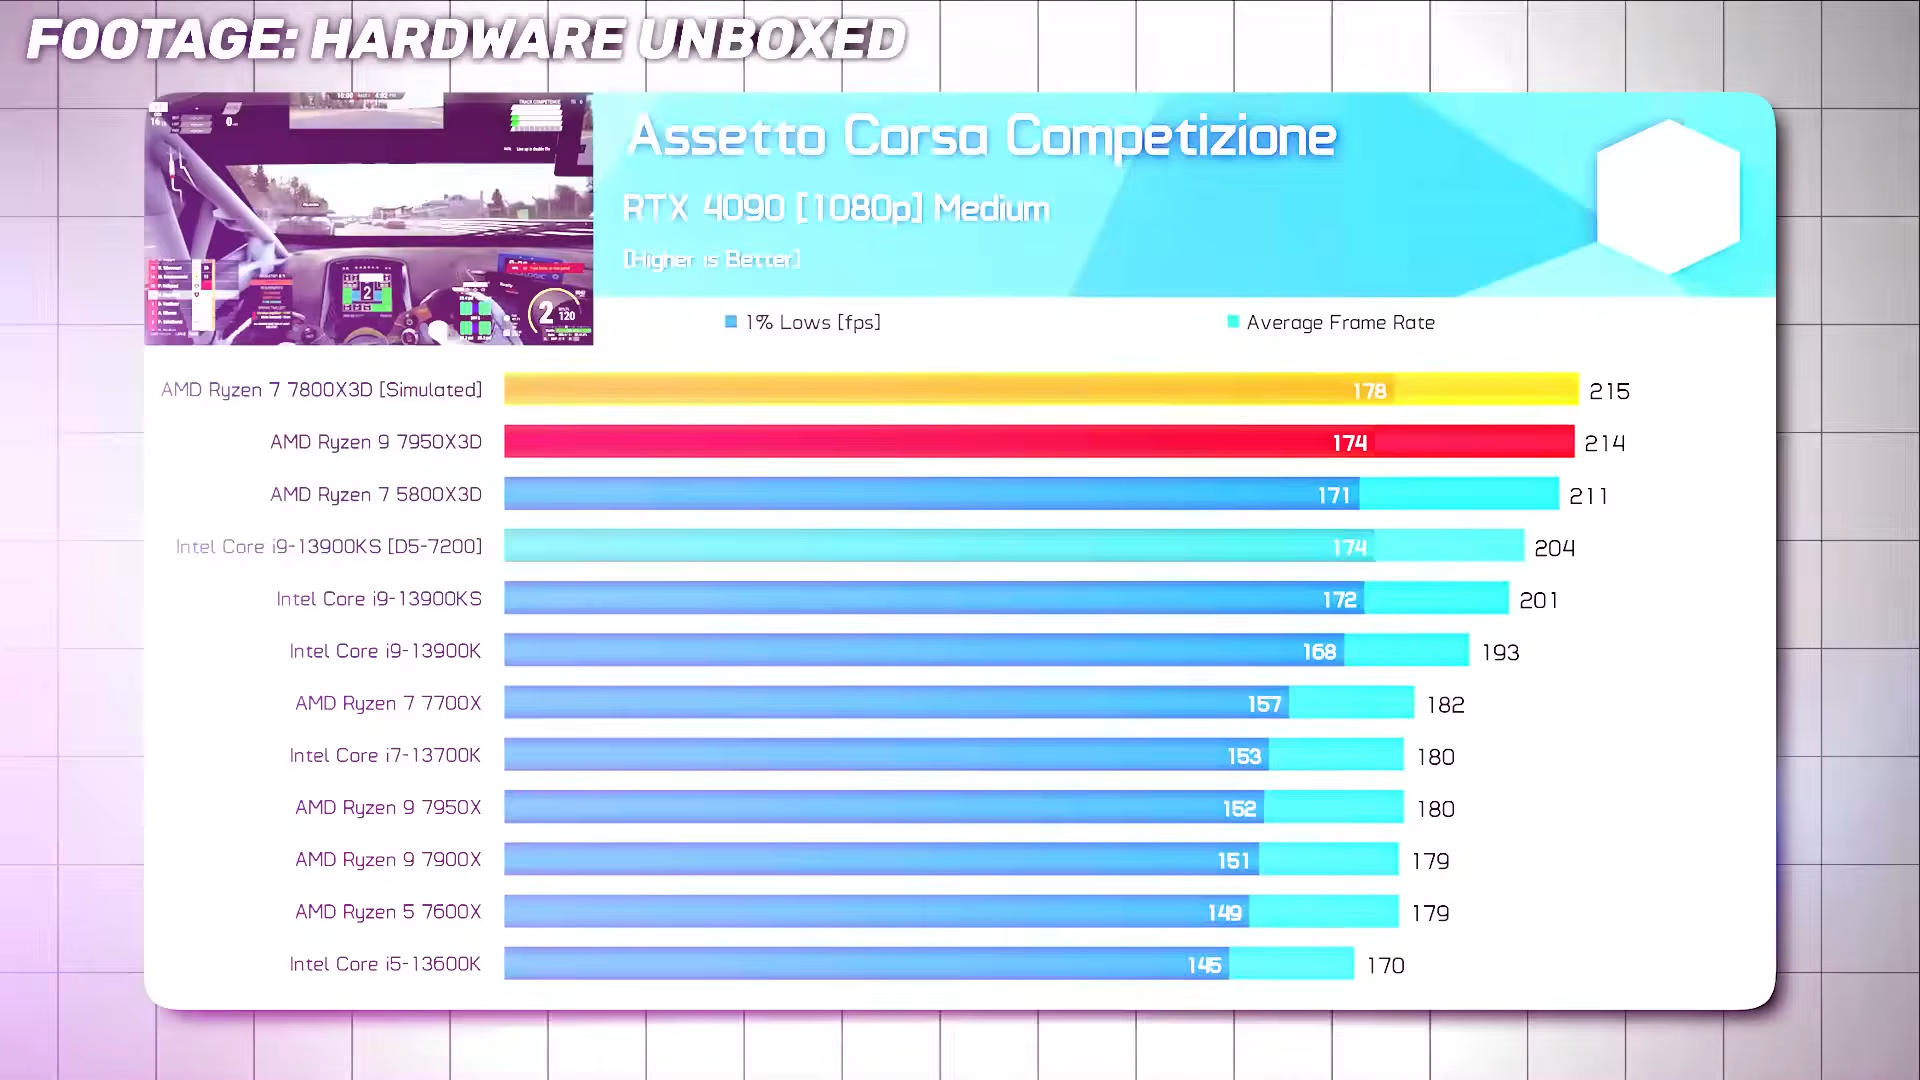 FOOTAGE: HARDWARE UNBOXED
Assetto Corsa Competizione
RTX 4090 [1080p] Medium
[Higher is Better]
1% Lows [fps]
Average Frame Rate
AMD Ryzen 7 7800X3D [Simulated] 178 215
AMD Ryzen 9 7950X3D 174 214
AMD Ryzen 7 5800X3D 171 211
Intel Core i9-13900KS [D5-7200] 174 204
Intel Core i9-13900KS 172 201
Intel Core i9-13900K 168 193
AMD Ryzen 7 7700X 157 182
Intel Core i7-13700K 153 180
AMD Ryzen 9 7950X 152 180
AMD Ryzen 9 7900X 151 179
AMD Ryzen 5 7600X 149 179
Intel Core i5-13600K 145 170
2
2
120